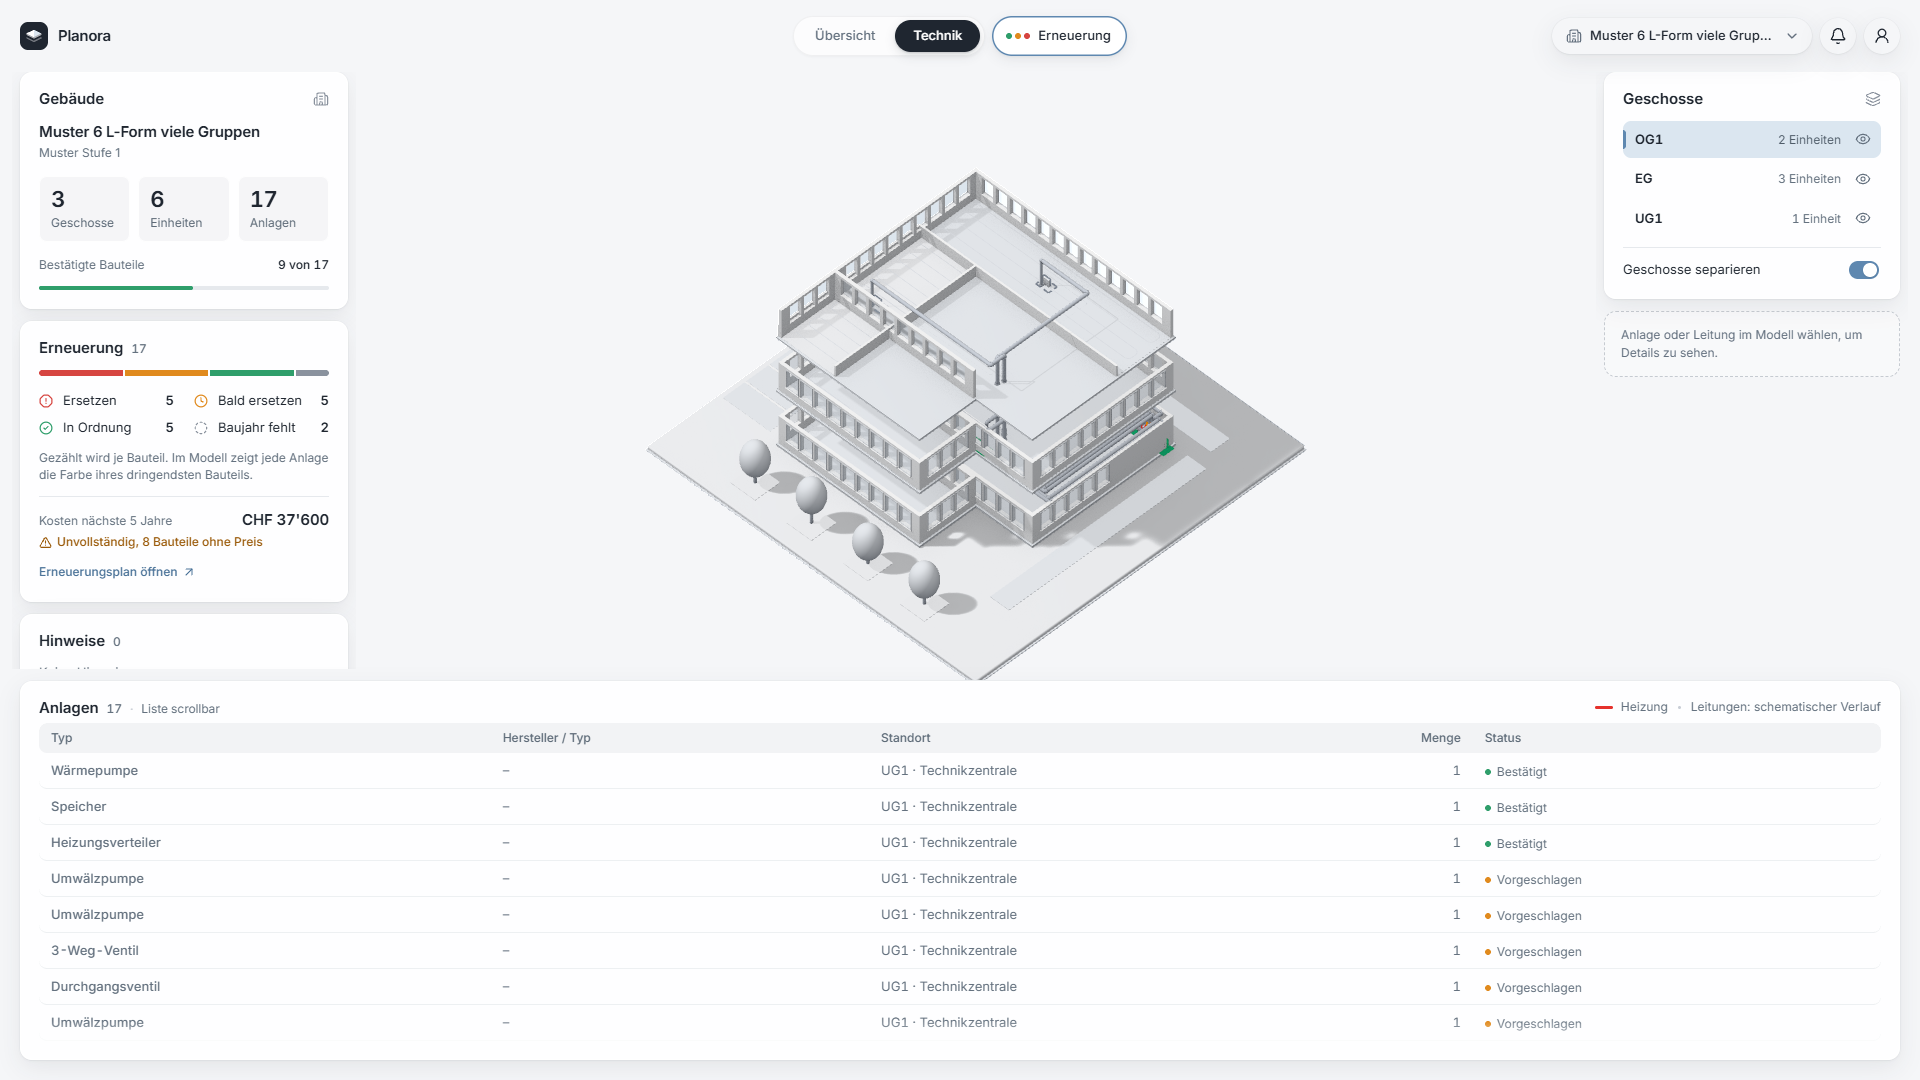 Planora
Übersicht
Technik
Erneuerung
Muster 6 L-Form viele Grup...
Gebäude
Muster 6 L-Form viele Gruppen
Muster Stufe 1
3 Geschosse
6 Einheiten
17 Anlagen
Bestätigte Bauteile 9 von 17
Erneuerung 17
Ersetzen 5 Bald ersetzen 5
In Ordnung 5 Baujahr fehlt 2
Gezählt wird je Bauteil. Im Modell zeigt jede Anlage
die Farbe ihres dringendsten Bauteils.
Kosten nächste 5 Jahre CHF 37'600
Unvollständig, 8 Bauteile ohne Preis
Erneuerungsplan öffnen
Hinweise 0
Geschosse
OG1 2 Einheiten
EG 3 Einheiten
UG1 1 Einheit
Geschosse separieren
Anlage oder Leitung im Modell wählen, um
Details zu sehen.
Anlagen 17 · Liste scrollbar
Heizung · Leitungen: schematischer Verlauf
Typ Hersteller / Typ Standort Menge Status
Wärmepumpe – UG1 · Technikzentrale 1 Bestätigt
Speicher – UG1 · Technikzentrale 1 Bestätigt
Heizungsverteiler – UG1 · Technikzentrale 1 Bestätigt
Umwälzpumpe – UG1 · Technikzentrale 1 Vorgeschlagen
Umwälzpumpe – UG1 · Technikzentrale 1 Vorgeschlagen
3-Weg-Ventil – UG1 · Technikzentrale 1 Vorgeschlagen
Durchgangsventil – UG1 · Technikzentrale 1 Vorgeschlagen
Umwälzpumpe – UG1 · Technikzentrale 1 Vorgeschlagen